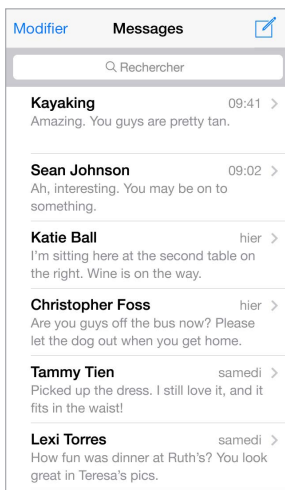 Modifier Messages
Rechercher
Kayaking 09:41
Amazing. You guys are pretty tan.
Sean Johnson 09:02
Ah, interesting. You may be on to
something.
Katie Ball hier
I'm sitting here at the second table on
the right. Wine is on the way.
Christopher Foss hier
Are you guys off the bus now? Please
let the dog out when you get home.
Tammy Tien samedi
Picked up the dress. I still love it, and it
fits in the waist!
Lexi Torres samedi
How fun was dinner at Ruth's? You look
great in Teresa's pics.